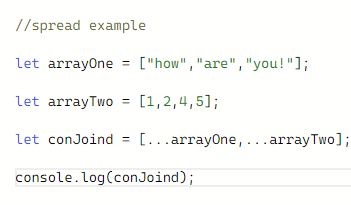 //spread example
let arrayOne = ["how","are","you!"];
let arrayTwo = [1,2,4,5];
let conJoind = [...arrayOne,...arrayTwo];
console.log(conJoind);